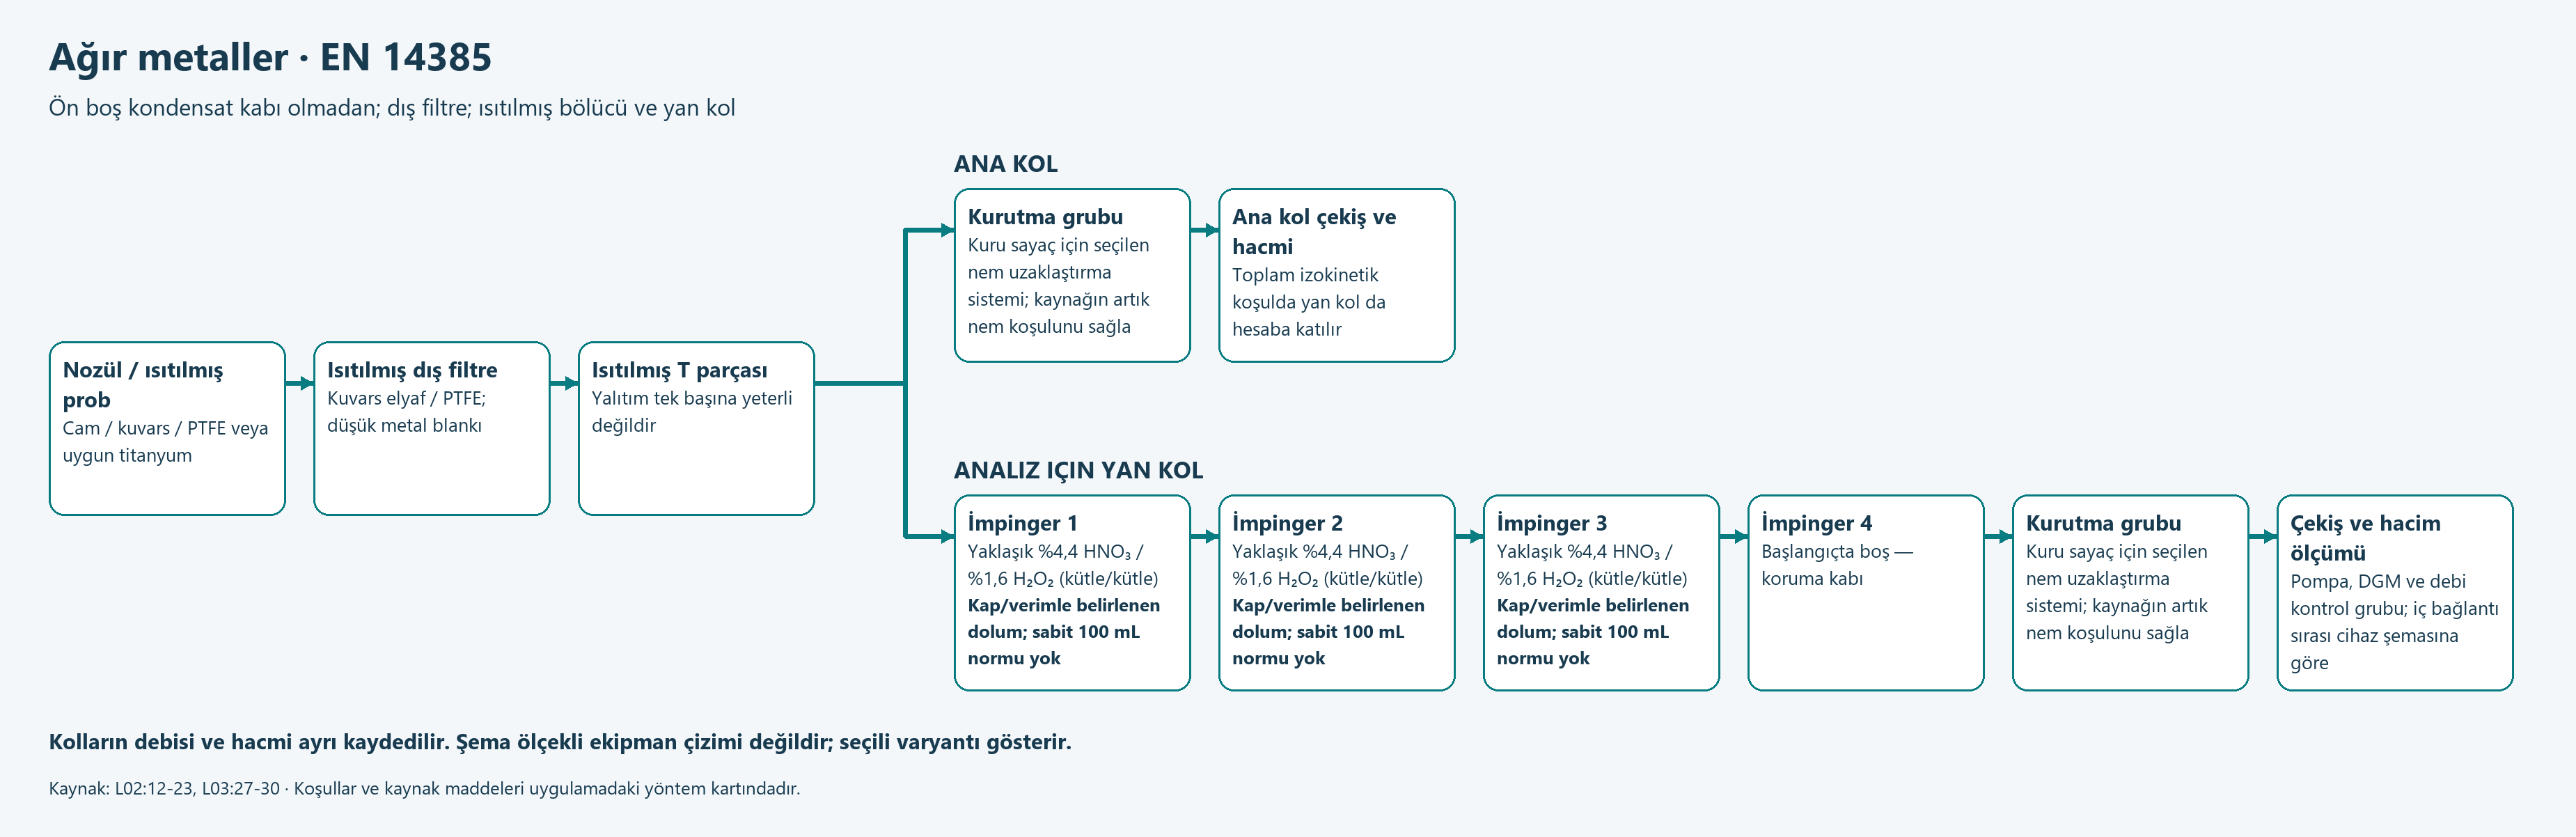 Ağır metaller · EN 14385
Ön boş kondensat kabı olmadan; dış filtre; ısıtılmış bölücü ve yan kol
ANA KOL
Kurutma grubu
Kuru sayaç için seçilen
nem uzaklaştırma
sistemi; kaynağın artık
nem koşulunu sağla
Ana kol çekiş ve
hacmi
Toplam izokinetik
koşulda yan kol da
hesaba katılır
Nozül / ısıtılmış
prob
Cam / kuvars / PTFE veya
uygun titanyum
Isıtılmış dış filtre
Kuvars elyaf / PTFE;
düşük metal blankı
Isıtılmış T parçası
Yalıtım tek başına yeterli
değildir
ANALIZ IÇIN YAN KOL
İmpinger 1
Yaklaşık %4,4 HNO₃ /
%1,6 H₂O₂ (kütle/kütle)
Kap/verimle belirlenen
dolum; sabit 100 mL
normu yok
İmpinger 2
Yaklaşık %4,4 HNO₃ /
%1,6 H₂O₂ (kütle/kütle)
Kap/verimle belirlenen
dolum; sabit 100 mL
normu yok
İmpinger 3
Yaklaşık %4,4 HNO₃ /
%1,6 H₂O₂ (kütle/kütle)
Kap/verimle belirlenen
dolum; sabit 100 mL
normu yok
İmpinger 4
Başlangıçta boş —
koruma kabı
Kurutma grubu
Kuru sayaç için seçilen
nem uzaklaştırma
sistemi; kaynağın artık
nem koşulunu sağla
Çekiş ve hacim
ölçümü
Pompa, DGM ve debi
kontrol grubu; iç bağlantı
sırası cihaz şemasına
göre
Kolların debisi ve hacmi ayrı kaydedilir. Şema ölçekli ekipman çizimi değildir; seçili varyantı gösterir.
Kaynak: L02:12-23, L03:27-30 · Koşullar ve kaynak maddeleri uygulamadaki yöntem kartındadır.